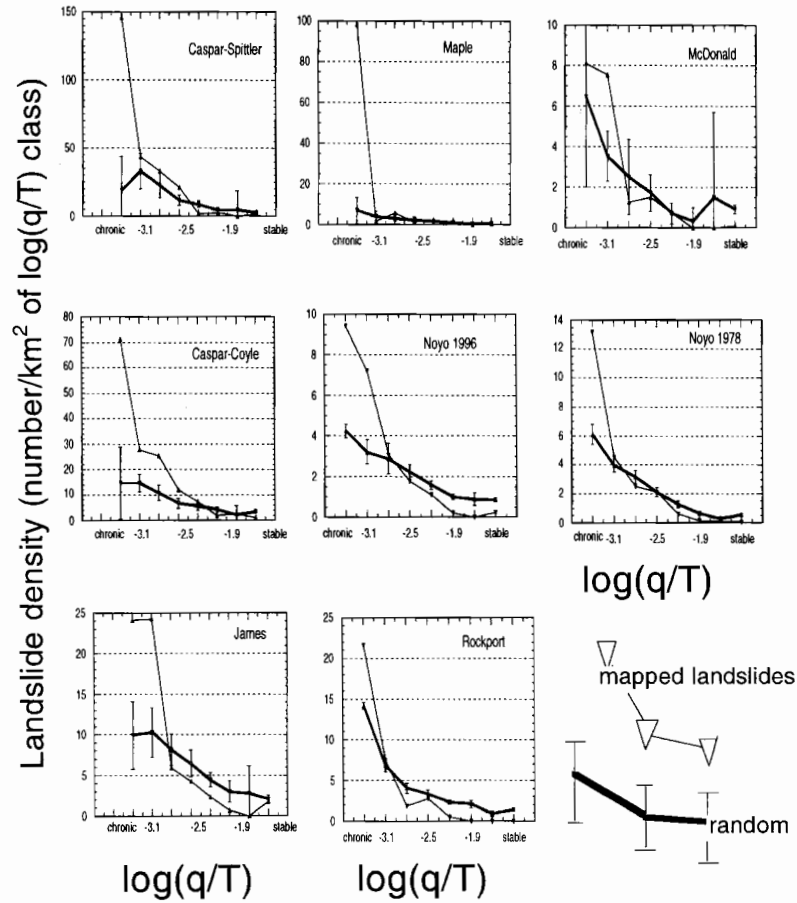 Landslide density (number/km² of log(q/T) class)
150
100
50
0
Caspar-Spittler
chronic -3.1 -2.5 -1.9 stable
100
80
60
40
20
0
Maple
chronic -3.1 -2.5 -1.9 stable
10
8
6
4
2
0
McDonald
chronic -3.1 -2.5 -1.9 stable
80
70
60
50
40
30
20
10
0
Caspar-Coyle
chronic -3.1 -2.5 -1.9 stable
10
8
6
4
2
0
Noyo 1996
chronic -3.1 -2.5 -1.9 stable
14
12
10
8
6
4
2
0
Noyo 1978
chronic -3.1 -2.5 -1.9 stable
log(q/T)
25
20
15
10
5
0
James
chronic -3.1 -2.5 -1.9 stable
log(q/T)
25
20
15
10
5
0
Rockport
chronic -3.1 -2.5 -1.9 stable
log(q/T)
mapped landslides
random